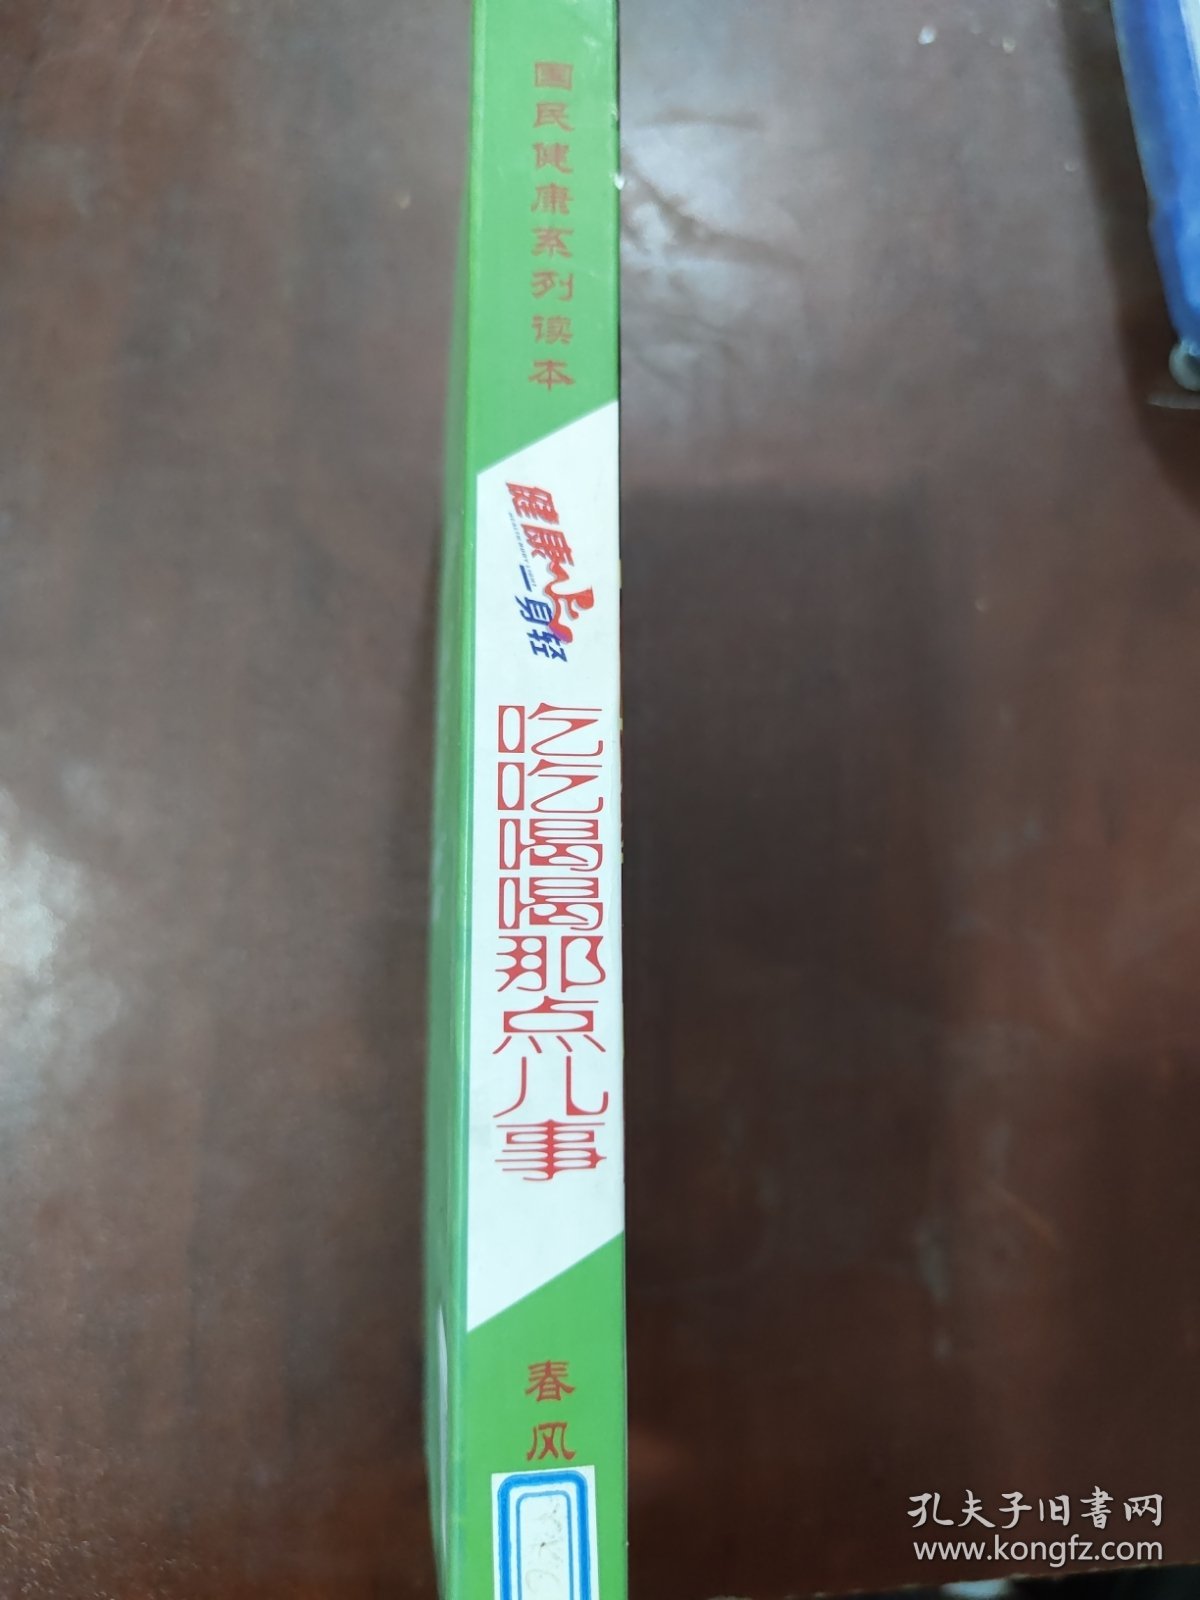 国民健康系列读本
健康
一身轻
吃吃喝喝那点儿事
春风
孔夫子旧书网
www.kongfz.com